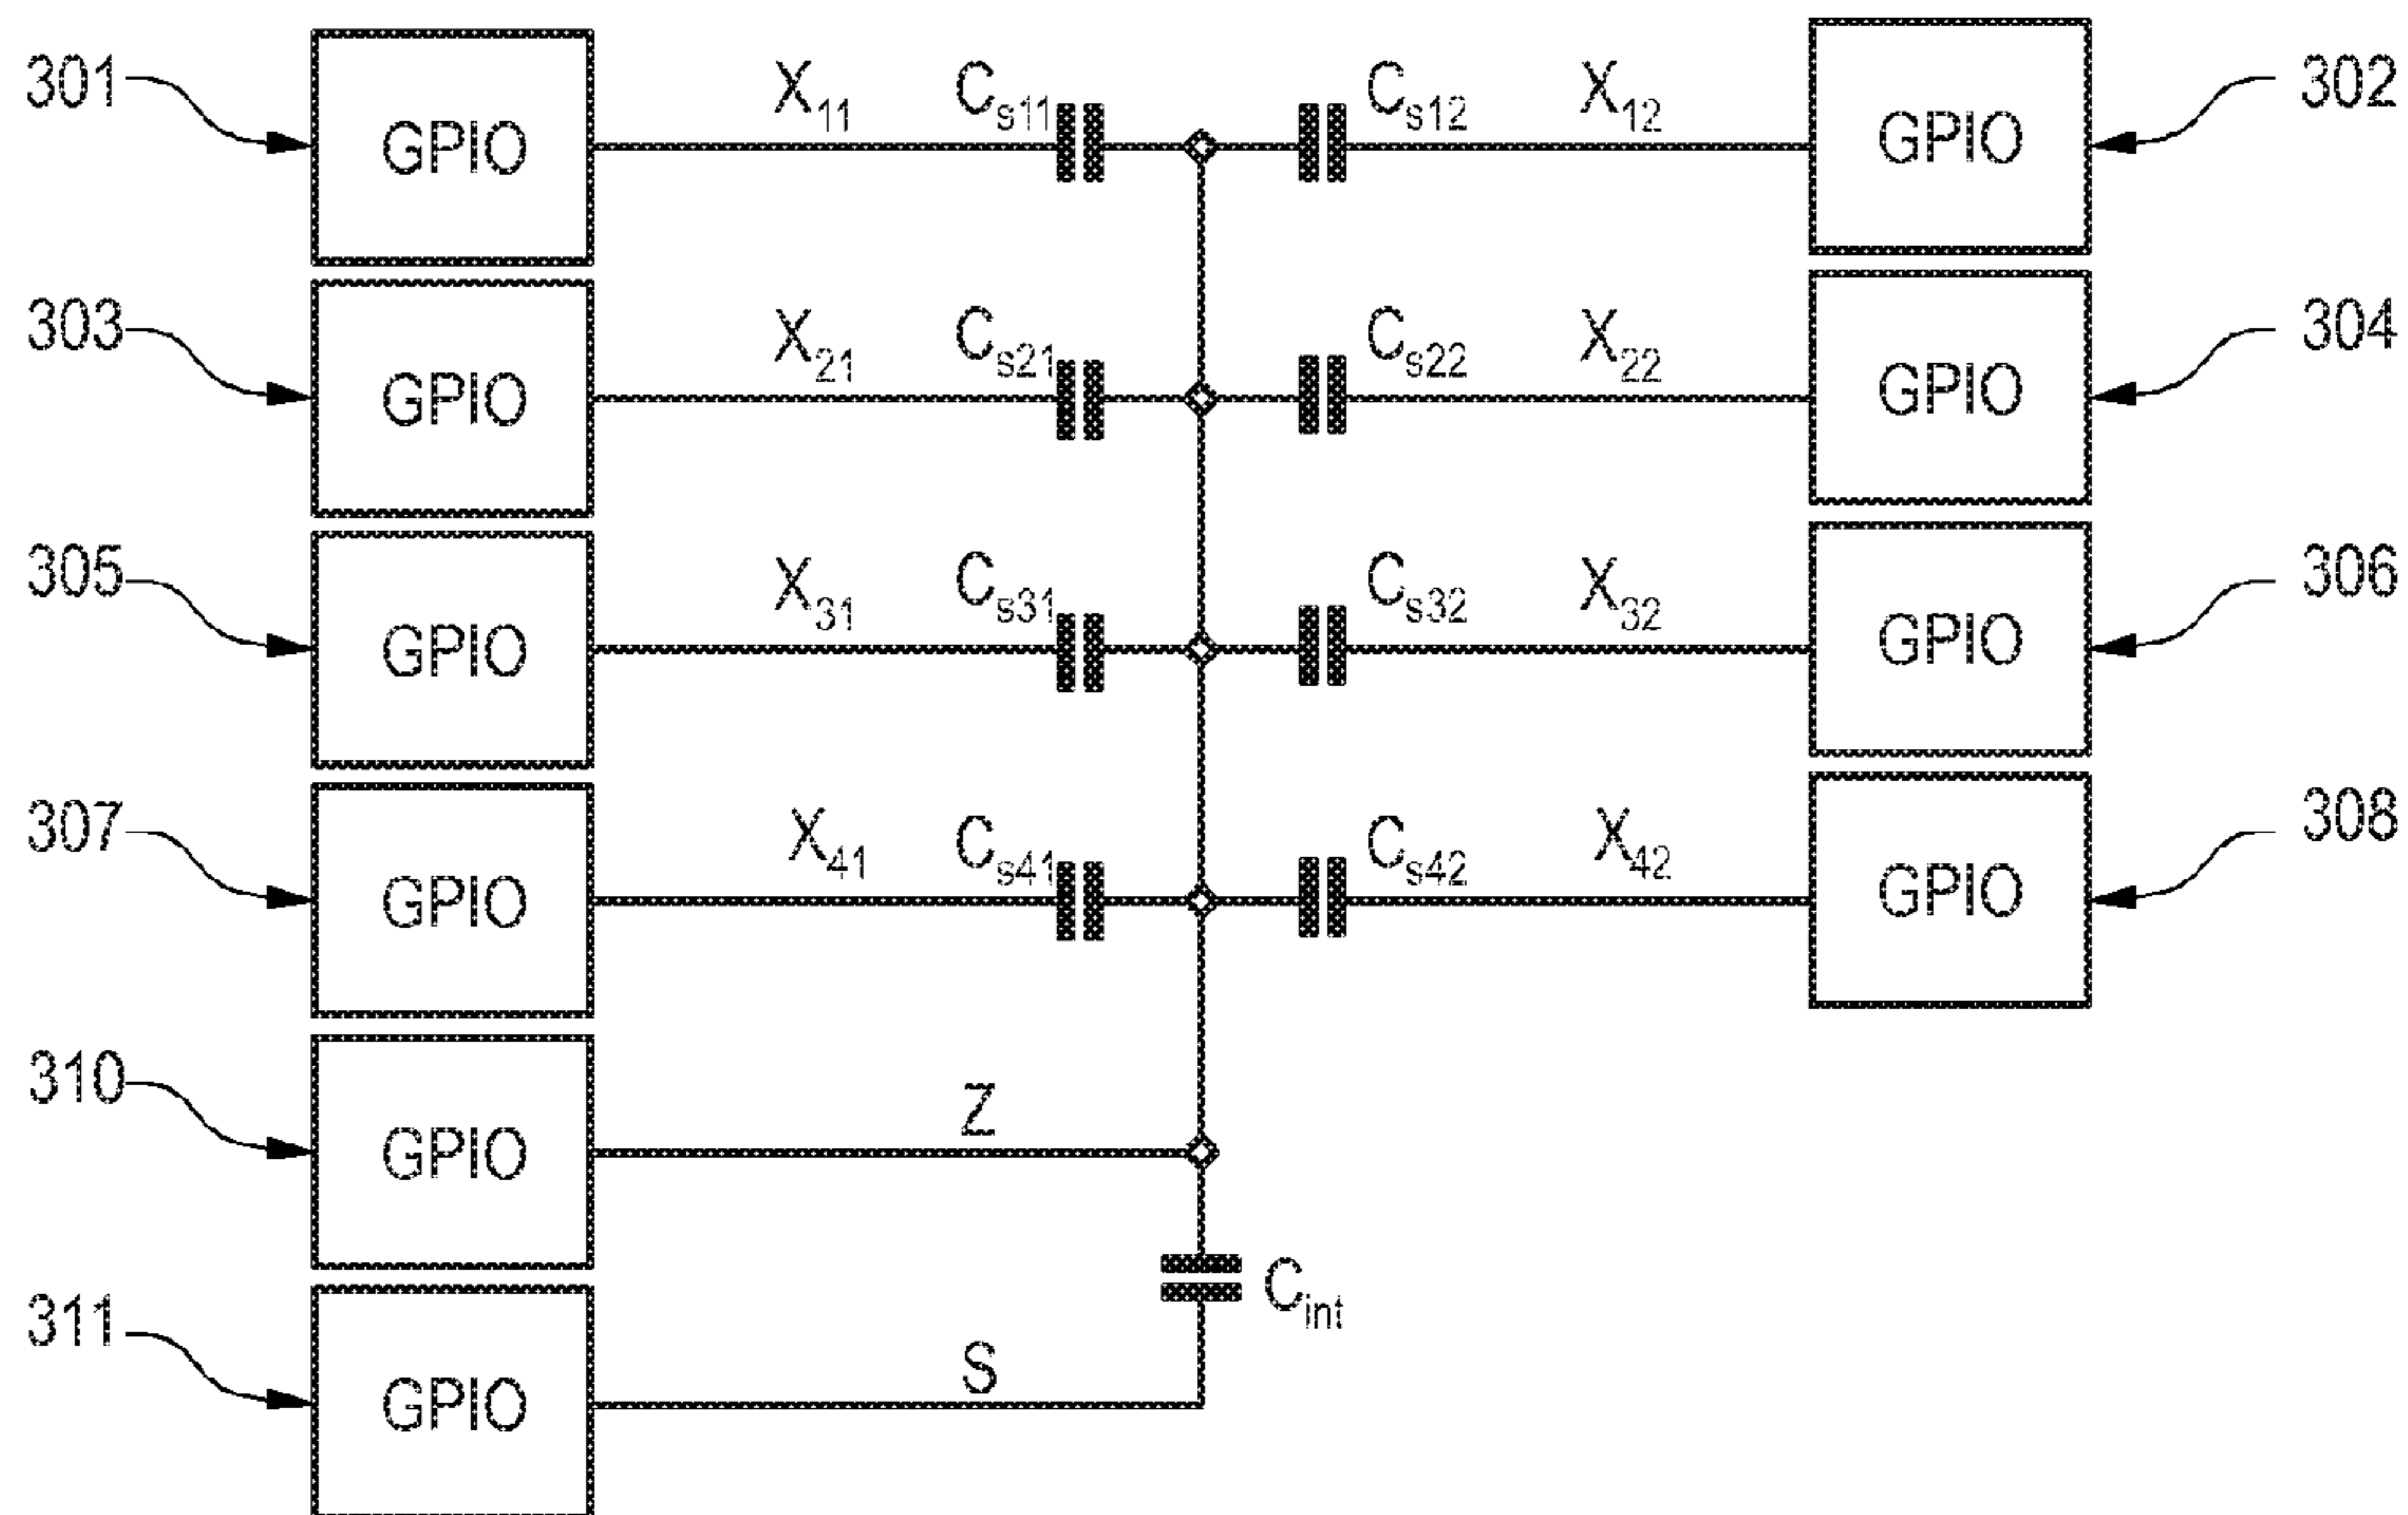 301 GPIO X11 Cs11 Cs12 X12 GPIO 302
303 GPIO X21 Cs21 Cs22 X22 GPIO 304
305 GPIO X31 Cs31 Cs32 X32 GPIO 306
307 GPIO X41 Cs41 Cs42 X42 GPIO 308
310 GPIO Z
Cint
311 GPIO S